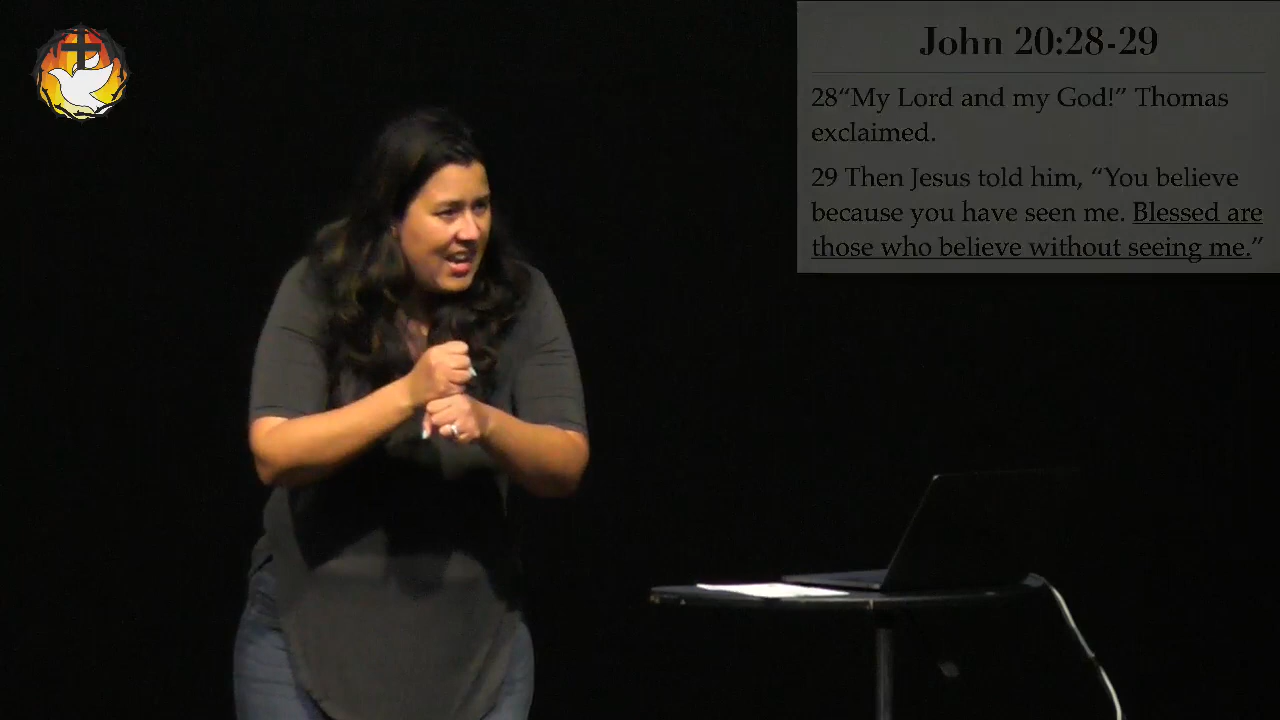 John 20:28-29
28“My Lord and my God!” Thomas
exclaimed.
29 Then Jesus told him, “You believe
because you have seen me. Blessed are
those who believe without seeing me.”